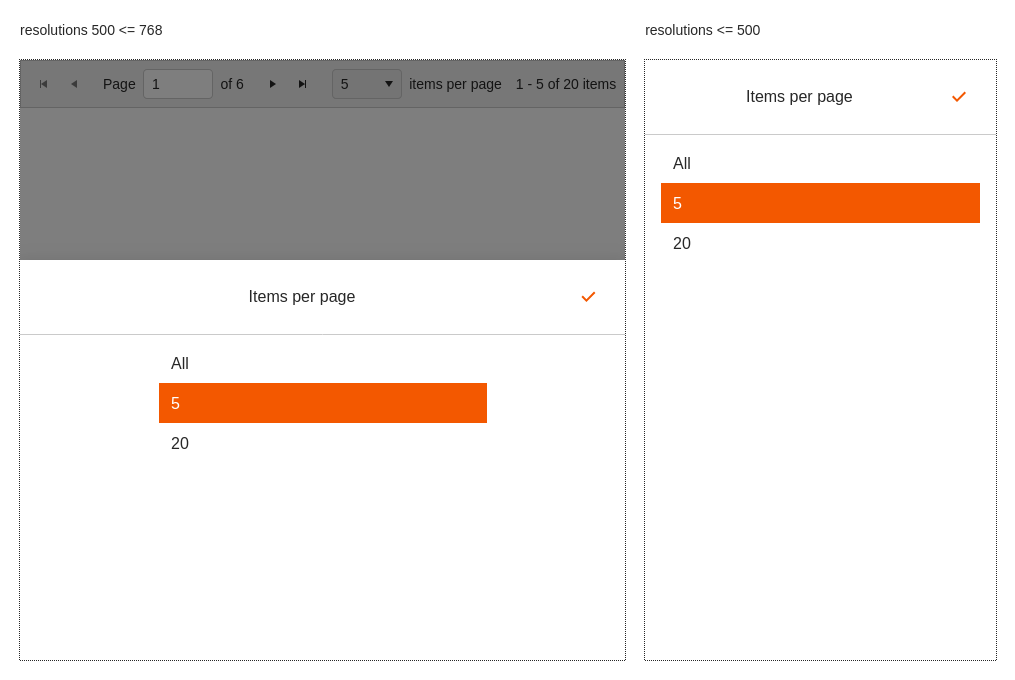 resolutions 500 <= 768
Page 1 of 6 5 items per page 1 - 5 of 20 items
Items per page
All
5
20
resolutions <= 500
Items per page
All
5
20